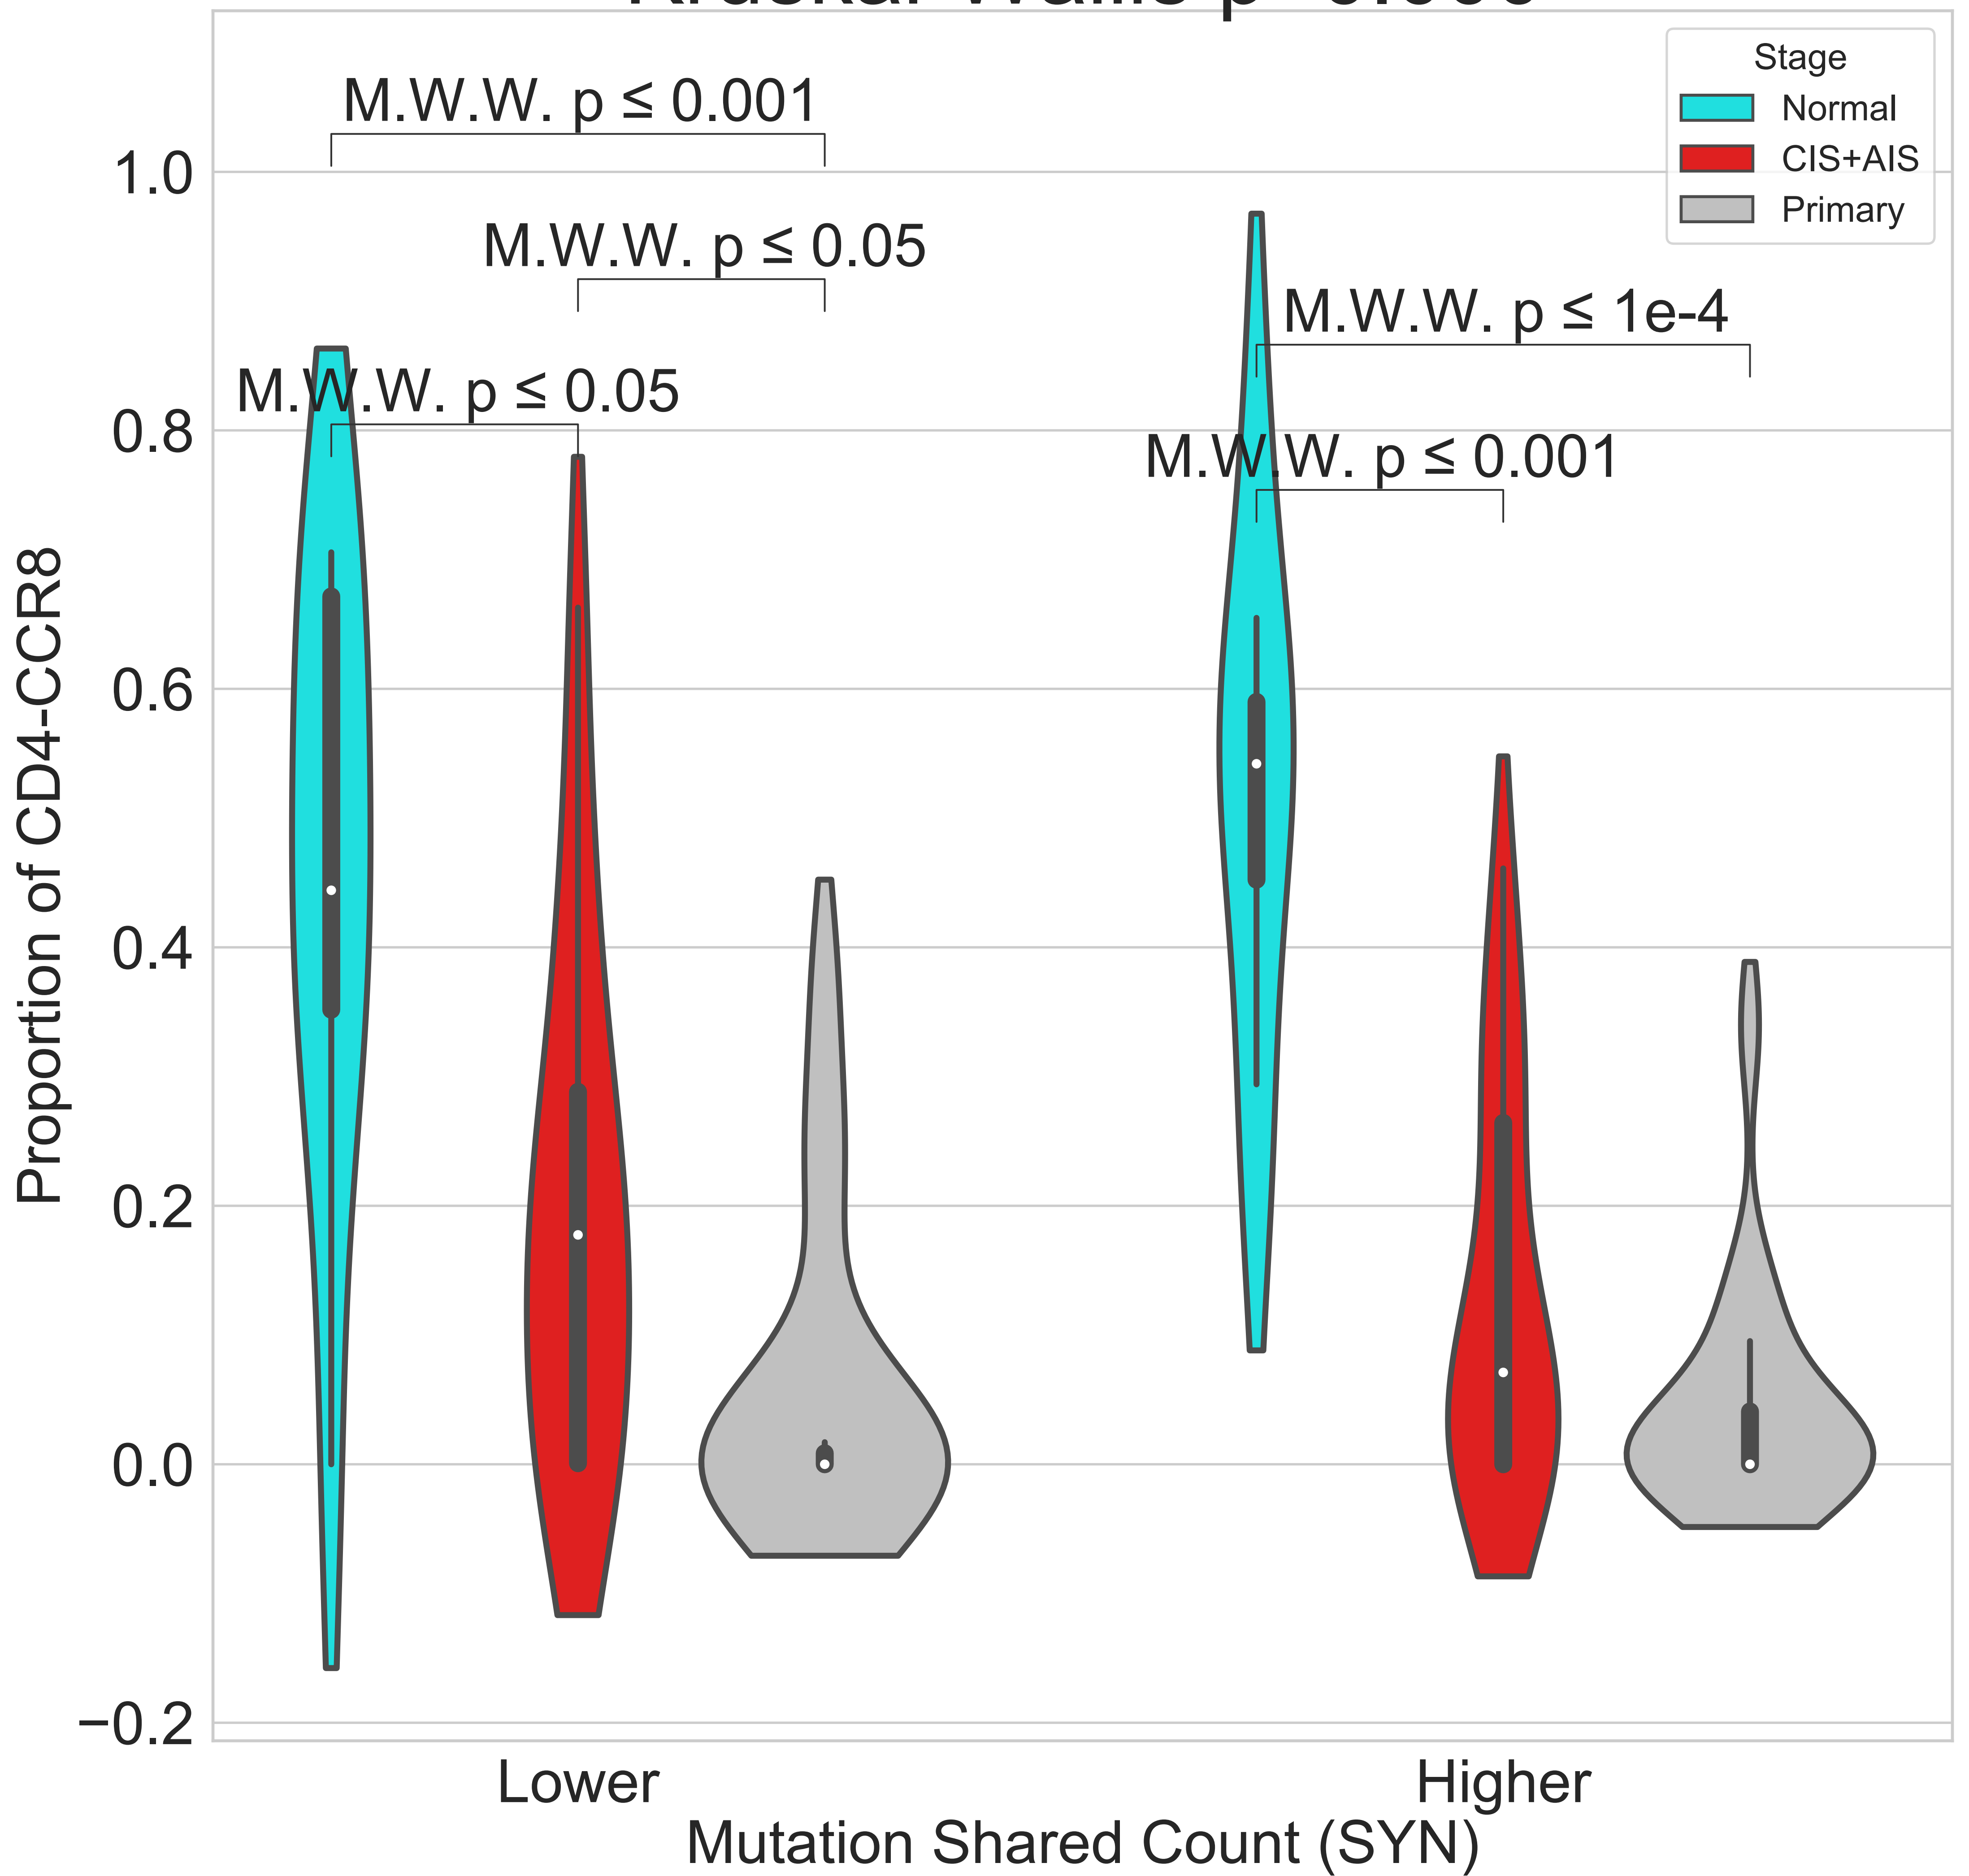 M.W.W. p ≤ 0.001
M.W.W. p ≤ 0.05
M.W.W. p ≤ 0.05
M.W.W. p ≤ 1e-4
M.W.W. p ≤ 0.001
Stage
Normal
CIS+AIS
Primary
1.0
0.8
0.6
0.4
0.2
0.0
−0.2
Proportion of CD4-CCR8
Lower
Higher
Mutation Shared Count (SYN)